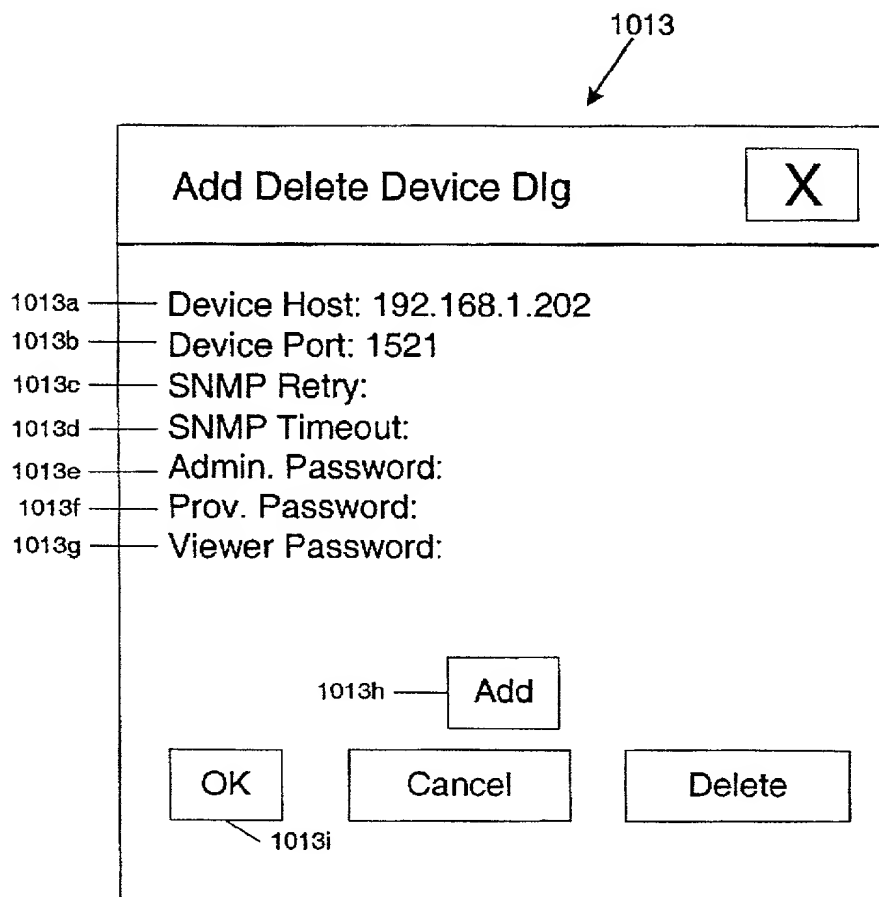 1013
Add Delete Device Dlg X
1013a Device Host: 192.168.1.202
1013b Device Port: 1521
1013c SNMP Retry:
1013d SNMP Timeout:
1013e Admin. Password:
1013f Prov. Password:
1013g Viewer Password:
1013h Add
OK Cancel Delete
1013i